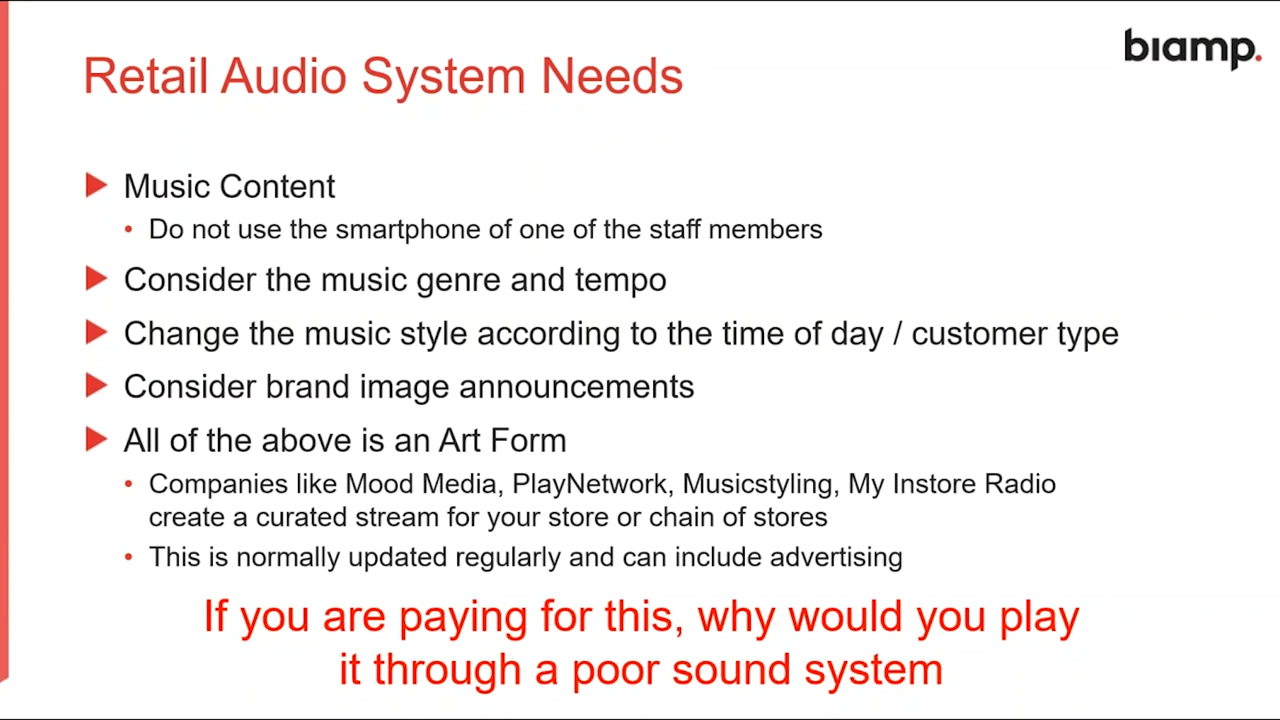 biamp.
Retail Audio System Needs
Music Content
Do not use the smartphone of one of the staff members
Consider the music genre and tempo
Change the music style according to the time of day / customer type
Consider brand image announcements
All of the above is an Art Form
Companies like Mood Media, PlayNetwork, Musicstyling, My Instore Radio
create a curated stream for your store or chain of stores
This is normally updated regularly and can include advertising
If you are paying for this, why would you play
it through a poor sound system